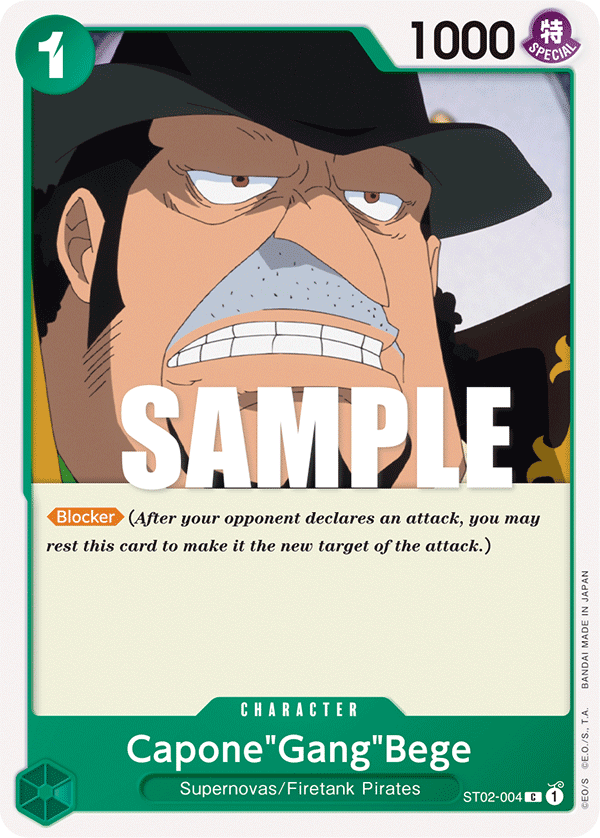 1
1000
特
SPECIAL
SAMPLE
Blocker (After your opponent declares an attack, you may
rest this card to make it the new target of the attack.)
CHARACTER
Capone"Gang"Bege
Supernovas/Firetank Pirates
ST02-004 C 1
©E.O/S ©E.O./S., T.A. BANDAI MADE IN JAPAN